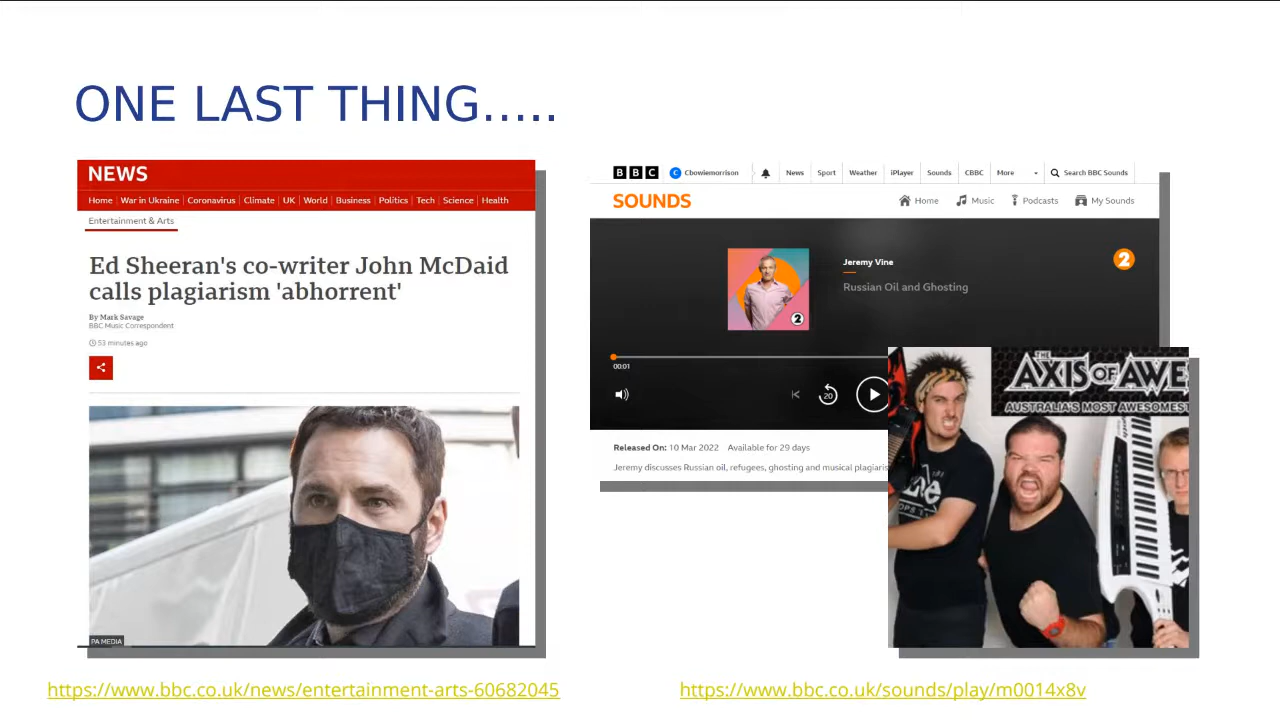 ONE LAST THING.....
NEWS
Home War in Ukraine Coronavirus Climate UK World Business Politics Tech Science Health
Entertainment & Arts
Ed Sheeran's co-writer John McDaid
calls plagiarism 'abhorrent'
By Mark Savage
BBC Music Correspondent
53 minutes ago
PA MEDIA
https://www.bbc.co.uk/news/entertainment-arts-60682045
BBC C Cbowiemorrison News Sport Weather iPlayer Sounds CBBC More Search BBC Sounds
SOUNDS Home Music Podcasts My Sounds
Jeremy Vine
2
Russian Oil and Ghosting
2
00:01
20
Released On: 10 Mar 2022 Available for 29 days
Jeremy discusses Russian oil, refugees, ghosting and musical plagiaris
THE
AXIS OF AWE
AUSTRALIA'S MOST AWESOMEST
https://www.bbc.co.uk/sounds/play/m0014x8v